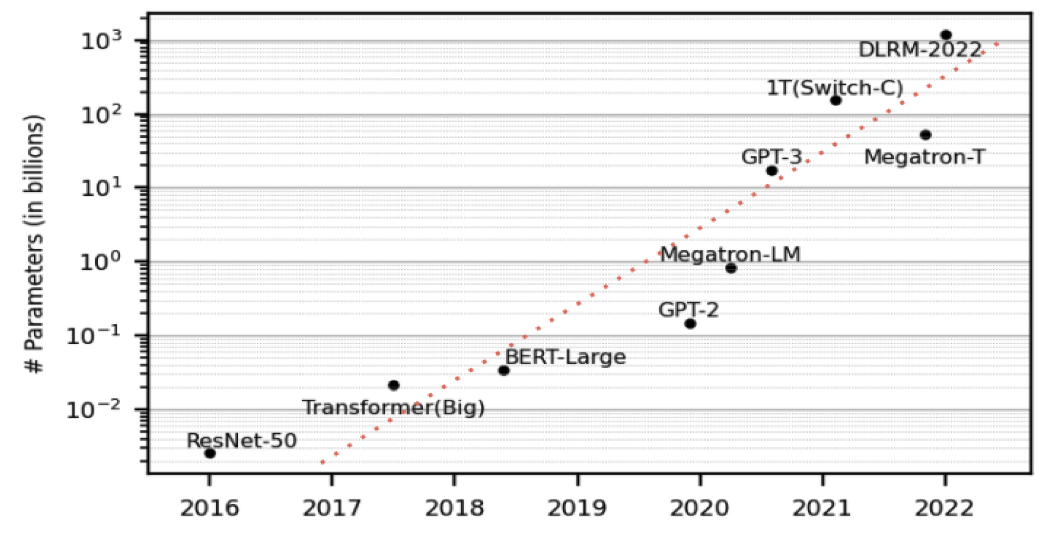 # Parameters (in billions)
10³
10²
10¹
10⁰
10⁻¹
10⁻²
DLRM-2022
1T(Switch-C)
GPT-3
Megatron-T
Megatron-LM
GPT-2
BERT-Large
Transformer(Big)
ResNet-50
2016 2017 2018 2019 2020 2021 2022